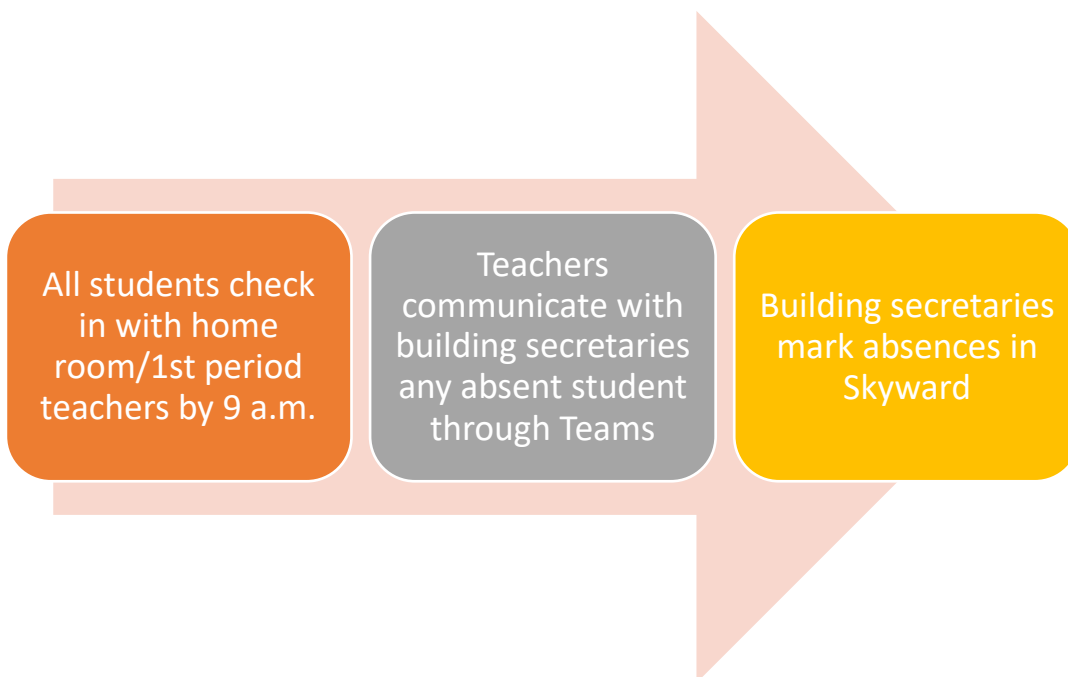 All students check
in with home
room/1st period
teachers by 9 a.m.
Teachers
communicate with
building secretaries
any absent student
through Teams
Building secretaries
mark absences in
Skyward